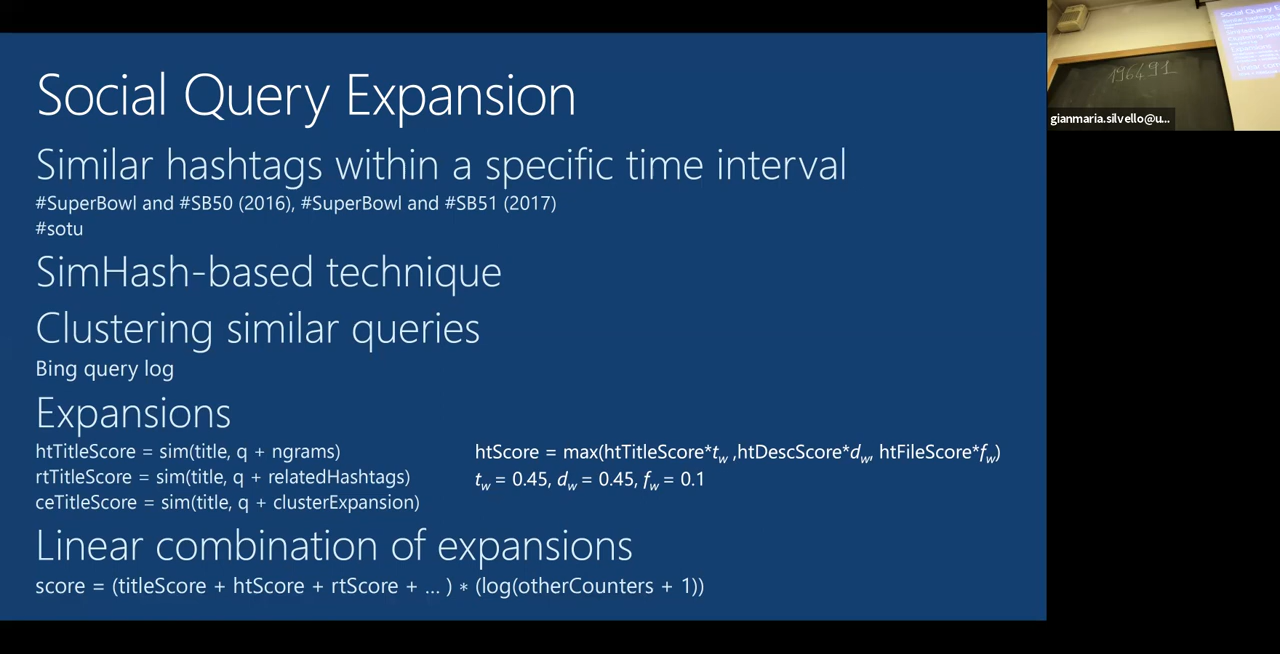 Social Query Expansion
Similar hashtags within a specific time interval
#SuperBowl and #SB50 (2016), #SuperBowl and #SB51 (2017)
#sotu
SimHash-based technique
Clustering similar queries
Bing query log
Expansions
htTitleScore = sim(title, q + ngrams)
rtTitleScore = sim(title, q + relatedHashtags)
ceTitleScore = sim(title, q + clusterExpansion)
htScore = max(htTitleScore*tw ,htDescScore*dw, htFileScore*fw)
tw = 0.45, dw = 0.45, fw = 0.1
Linear combination of expansions
score = (titleScore + htScore + rtScore + ... ) * (log(otherCounters + 1))
196491
gianmaria.silvello@u...